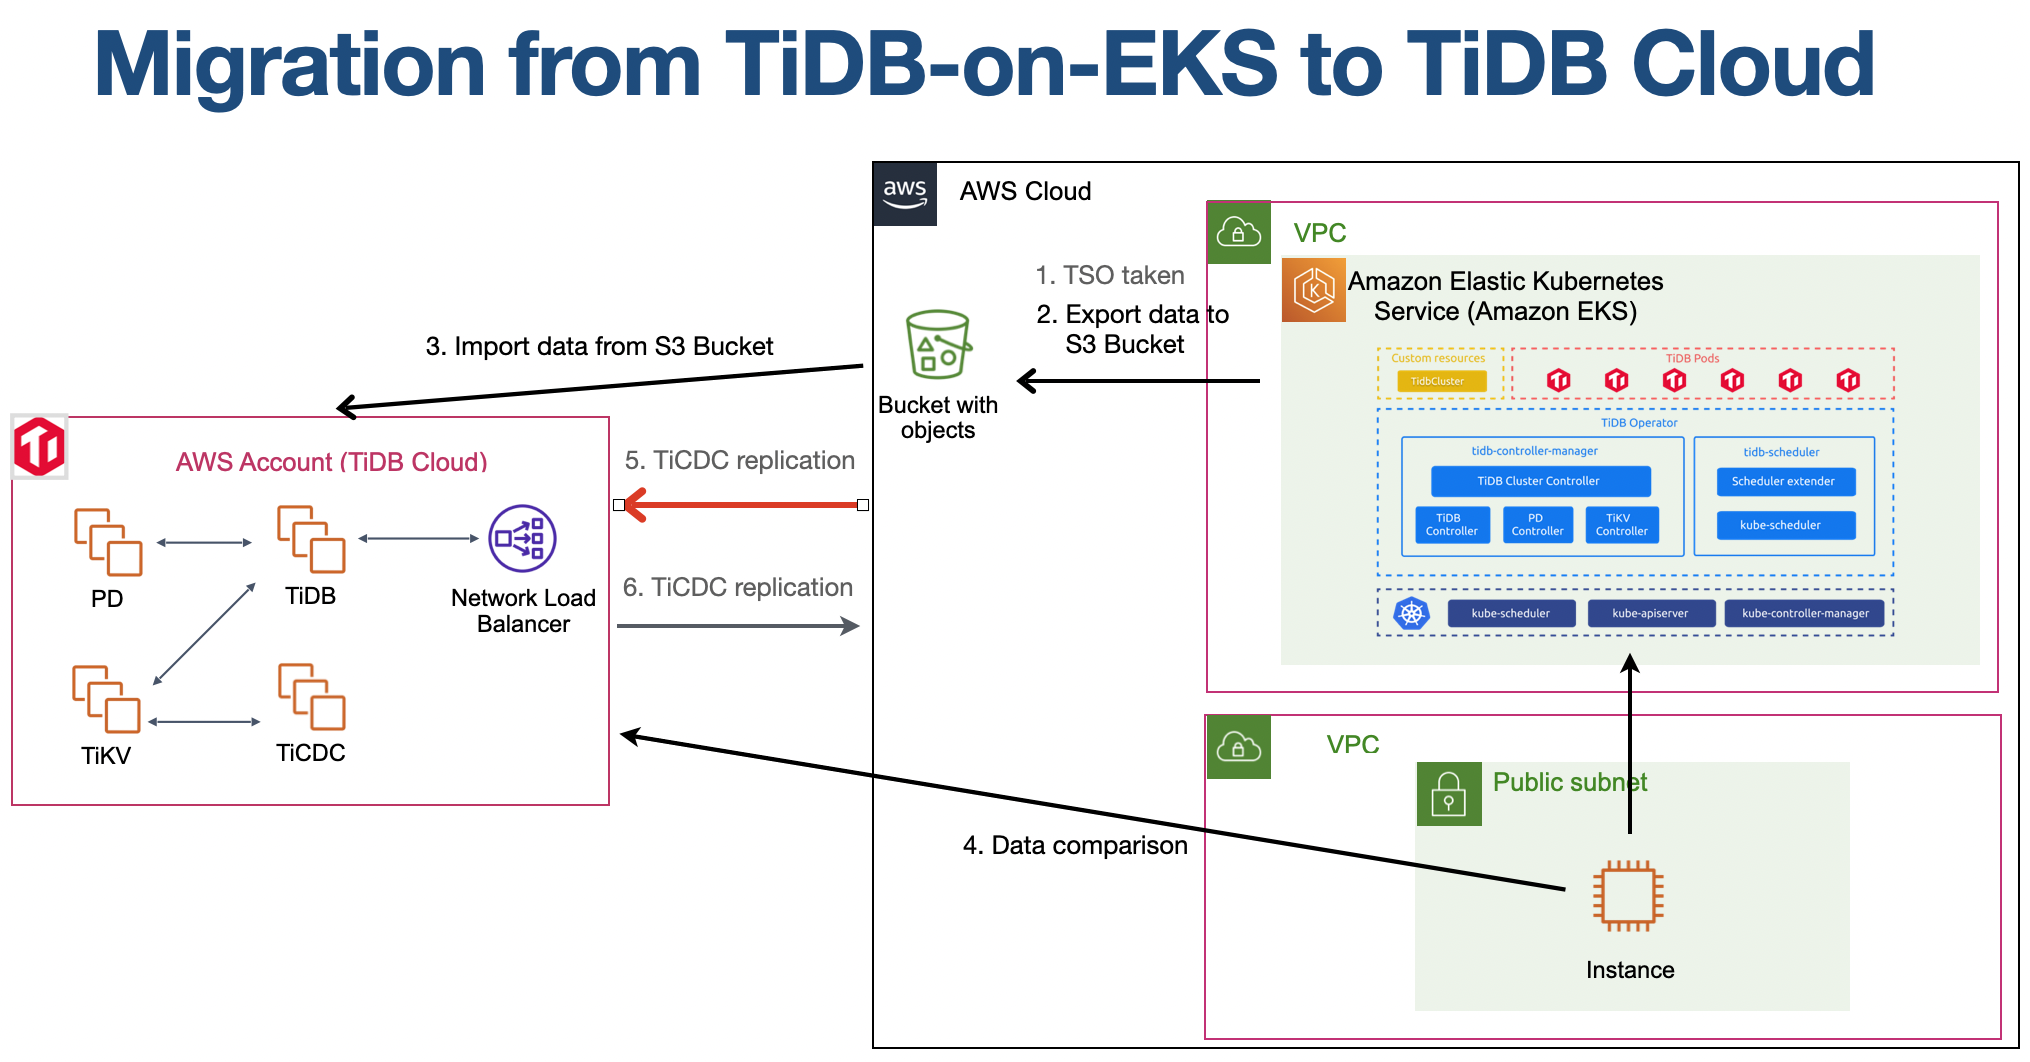 Migration from TiDB-on-EKS to TiDB Cloud
aws
AWS Cloud
VPC
1. TSO taken
2. Export data to
S3 Bucket
K
Amazon Elastic Kubernetes
Service (Amazon EKS)
Custom resources
TidbCluster
TiDB Pods
TiDB Operator
tidb-controller-manager
TiDB Cluster Controller
TiDB
Controller
PD
Controller
TiKV
Controller
tidb-scheduler
Scheduler extender
kube-scheduler
kube-scheduler
kube-apiserver
kube-controller-manager
Bucket with
objects
3. Import data from S3 Bucket
Ti
AWS Account (TiDB Cloud)
PD
TiDB
Network Load
Balancer
TiKV
TiCDC
5. TiCDC replication
6. TiCDC replication
4. Data comparison
VPC
Public subnet
Instance